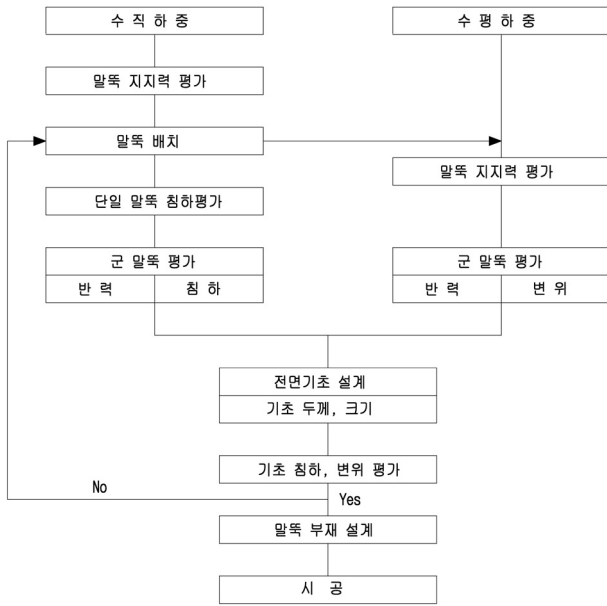 수 직 하 중
수 평 하 중
말뚝 지지력 평가
말뚝 배치
말뚝 지지력 평가
단일 말뚝 침하평가
군 말뚝 평가
반 력
침 하
군 말뚝 평가
반 력
변 위
전면기초 설계
기초 두께, 크기
기초 침하, 변위 평가
No
Yes
말뚝 부재 설계
시 공